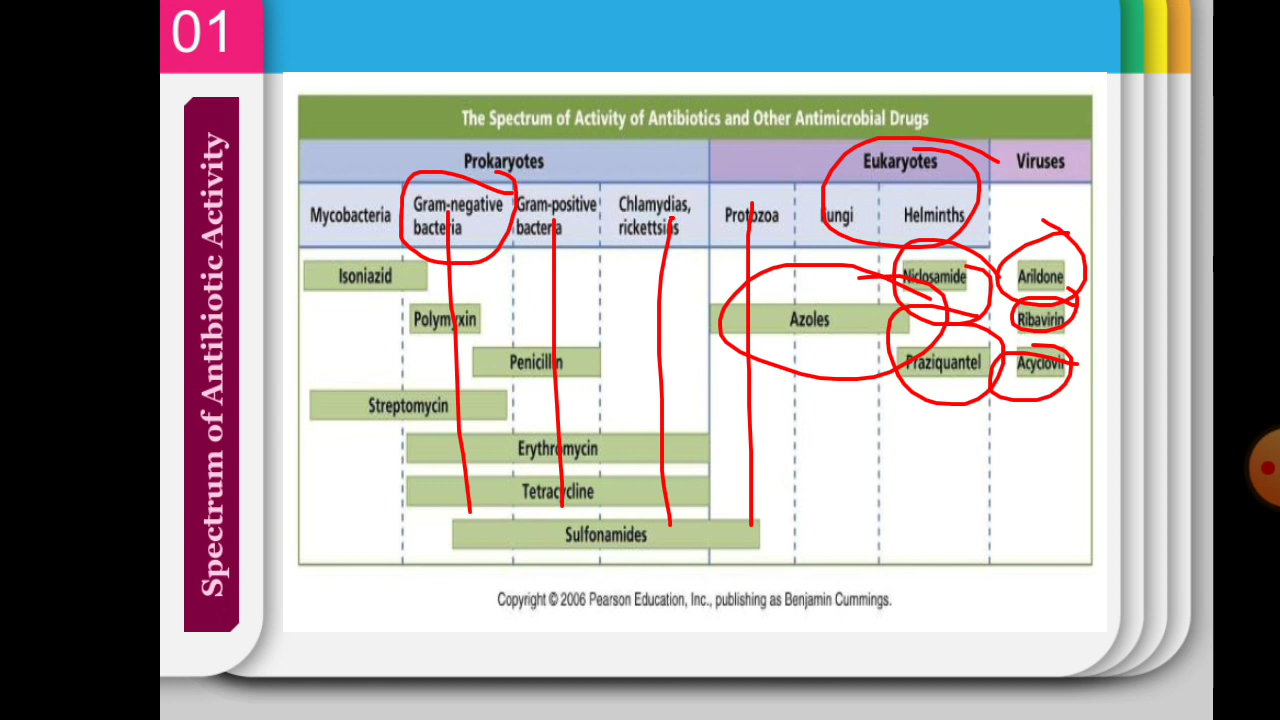 01
Spectrum of Antibiotic Activity
The Spectrum of Activity of Antibiotics and Other Antimicrobial Drugs
Prokaryotes Eukaryotes Viruses
Mycobacteria
Gram-negative
bacteria
Gram-positive
bacteria
Chlamydias,
rickettsias
Protozoa
Fungi
Helminths
Isoniazid Niclosamide Arildone
Polymyxin Azoles Ribavirin
Penicillin Praziquantel Acyclovir
Streptomycin
Erythromycin
Tetracycline
Sulfonamides
Copyright © 2006 Pearson Education, Inc., publishing as Benjamin Cummings.